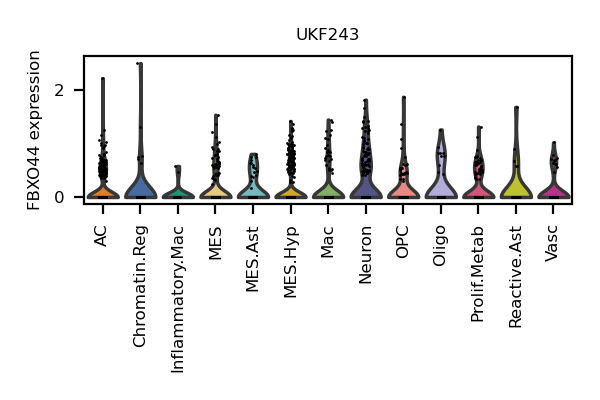 UKF243
FBXO44 expression
2
0
AC
Chromatin.Reg
Inflammatory.Mac
MES
MES.Ast
MES.Hyp
Mac
Neuron
OPC
Oligo
Prolif.Metab
Reactive.Ast
Vasc